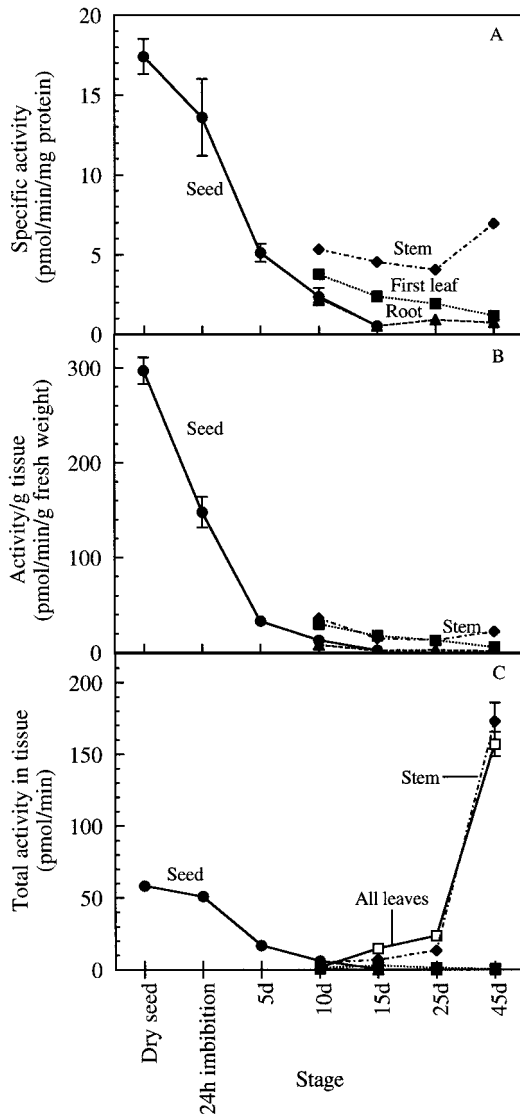 A
20
15
10
5
0
Specific activity
(pmol/min/mg protein)
Seed
Stem
First leaf
Root
B
300
200
100
0
Activity/g tissue
(pmol/min/g fresh weight)
Seed
Stem
C
200
150
100
50
0
Total activity in tissue
(pmol/min)
Seed
Stem
All leaves
Dry seed
24h imbibition
5d
10d
15d
25d
45d
Stage